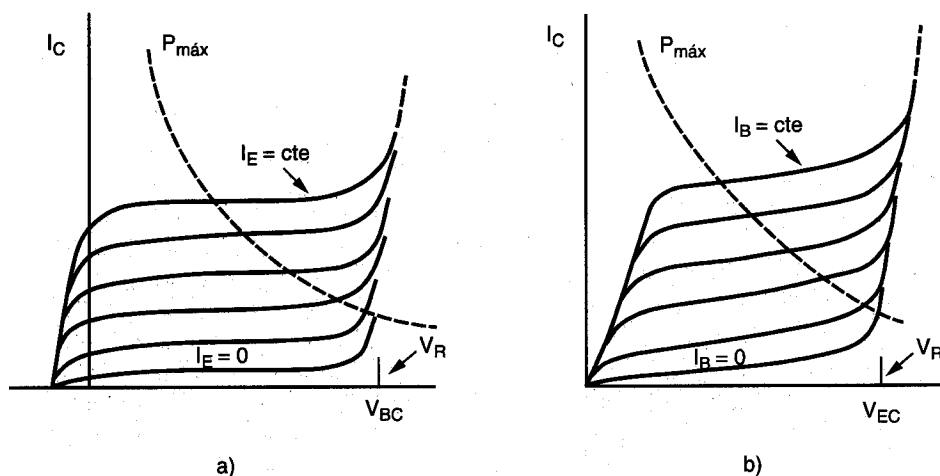 I_C
P_máx
I_E = cte
I_E = 0
V_R
V_BC
a)
I_C
P_máx
I_B = cte
I_B = 0
V_R
V_EC
b)